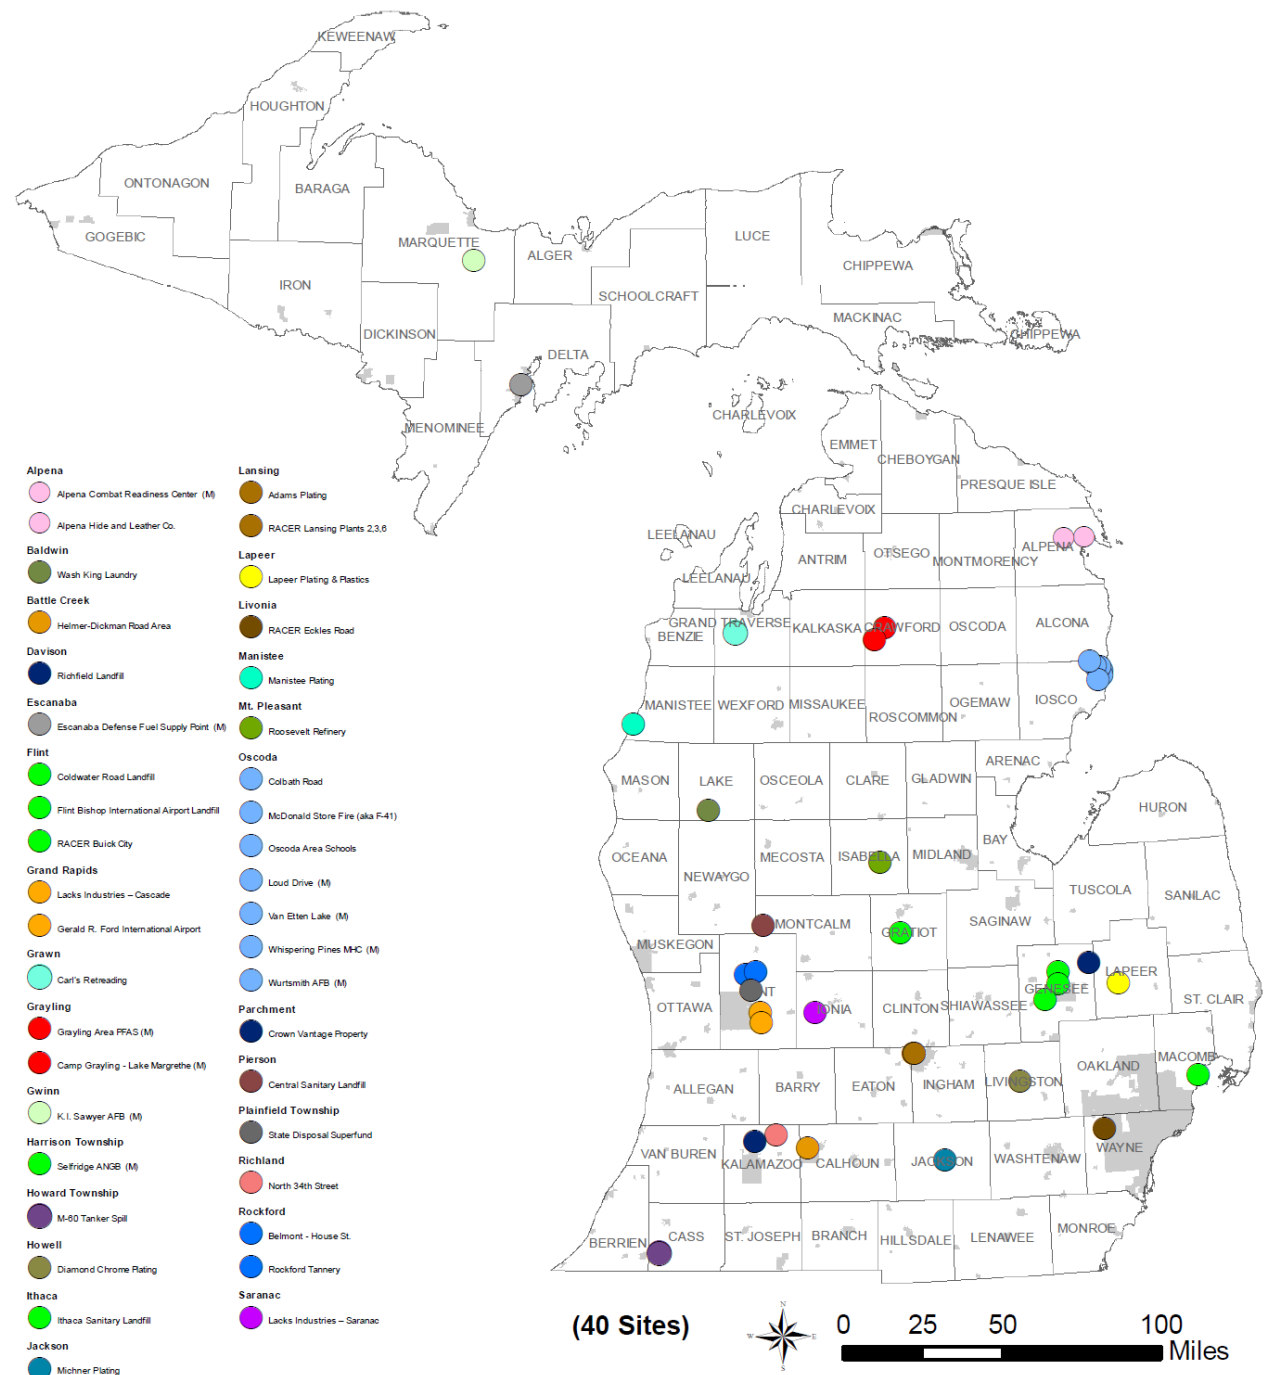 KEWEENAW
HOUGHTON
ONTONAGON
BARAGA
GOGEBIC
MARQUETTE
ALGER
LUCE
CHIPPEWA
IRON
SCHOOLCRAFT
MACKINAC
DICKINSON
CHIPPEWA
DELTA
MENOMINEE
CHARLEVOIX
EMMET
CHEBOYGAN
PRESQUE ISLE
CHARLEVOIX
LEELANAU
ANTRIM
OTSEGO
MONTMORENCY
ALPENA
LEELANAU
GRAND TRAVERSE
BENZIE
KALKASKA
CRAWFORD
OSCODA
ALCONA
MANISTEE
WEXFORD
MISSAUKEE
ROSCOMMON
OGEMAW
IOSCO
MASON
LAKE
OSCEOLA
CLARE
GLADWIN
ARENAC
HURON
OCEANA
NEWAYGO
MECOSTA
ISABELLA
MIDLAND
BAY
TUSCOLA
SANILAC
MUSKEGON
MONTCALM
GRATIOT
SAGINAW
OTTAWA
NT
IONIA
CLINTON
SHIAWASSEE
GENESEE
LAPEER
ST. CLAIR
ALLEGAN
BARRY
EATON
INGHAM
LIVINGSTON
OAKLAND
MACOMB
VAN BUREN
KALAMAZOO
CALHOUN
JACKSON
WASHTENAW
WAYNE
BERRIEN
CASS
ST. JOSEPH
BRANCH
HILLSDALE
LENAWEE
MONROE
Alpena
Alpena Combat Readiness Center (M)
Alpena Hide and Leather Co.
Baldwin
Wash King Laundry
Battle Creek
Helmer-Dickman Road Area
Davison
Richfield Landfill
Escanaba
Escanaba Defense Fuel Supply Point (M)
Flint
Coldwater Road Landfill
Flint Bishop International Airport Landfill
RACER Buick City
Grand Rapids
Lacks Industries – Cascade
Gerald R. Ford International Airport
Grawn
Carl's Retreading
Grayling
Grayling Area PFAS (M)
Camp Grayling - Lake Margrethe (M)
Gwinn
K.I. Sawyer AFB (M)
Harrison Township
Selfridge ANGB (M)
Howard Township
M-60 Tanker Spill
Howell
Diamond Chrome Plating
Ithaca
Ithaca Sanitary Landfill
Jackson
Michner Plating
Lansing
Adams Plating
RACER Lansing Plants 2,3,6
Lapeer
Lapeer Plating & Plastics
Livonia
RACER Eckles Road
Manistee
Manistee Plating
Mt. Pleasant
Roosevelt Refinery
Oscoda
Colbath Road
McDonald Store Fire (aka F-41)
Oscoda Area Schools
Loud Drive (M)
Van Etten Lake (M)
Whispering Pines MHC (M)
Wurtsmith AFB (M)
Parchment
Crown Vantage Property
Pierson
Central Sanitary Landfill
Plainfield Township
State Disposal Superfund
Richland
North 34th Street
Rockford
Belmont - House St.
Rockford Tannery
Saranac
Lacks Industries – Saranac
(40 Sites)
N
W E
S
0 25 50 100
Miles